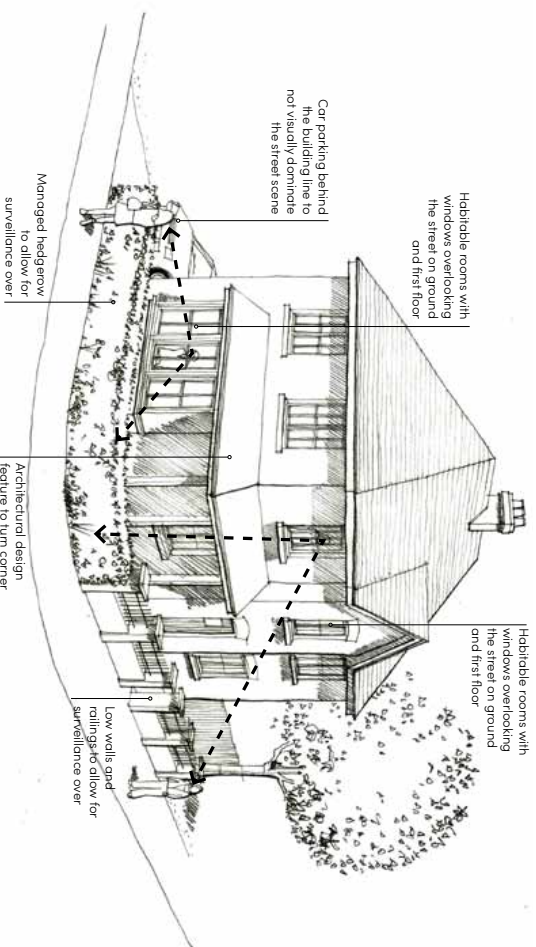 Car parking behind
the building line to
not visually dominate
the street scene
Habitable rooms with
windows overlooking
the street on ground
and first floor
Habitable rooms with
windows overlooking
the street on ground
and first floor
Managed hedgerow
to allow for
surveillance over
Architectural design
feature to turn corner
Low walls and
railings to allow for
surveillance over